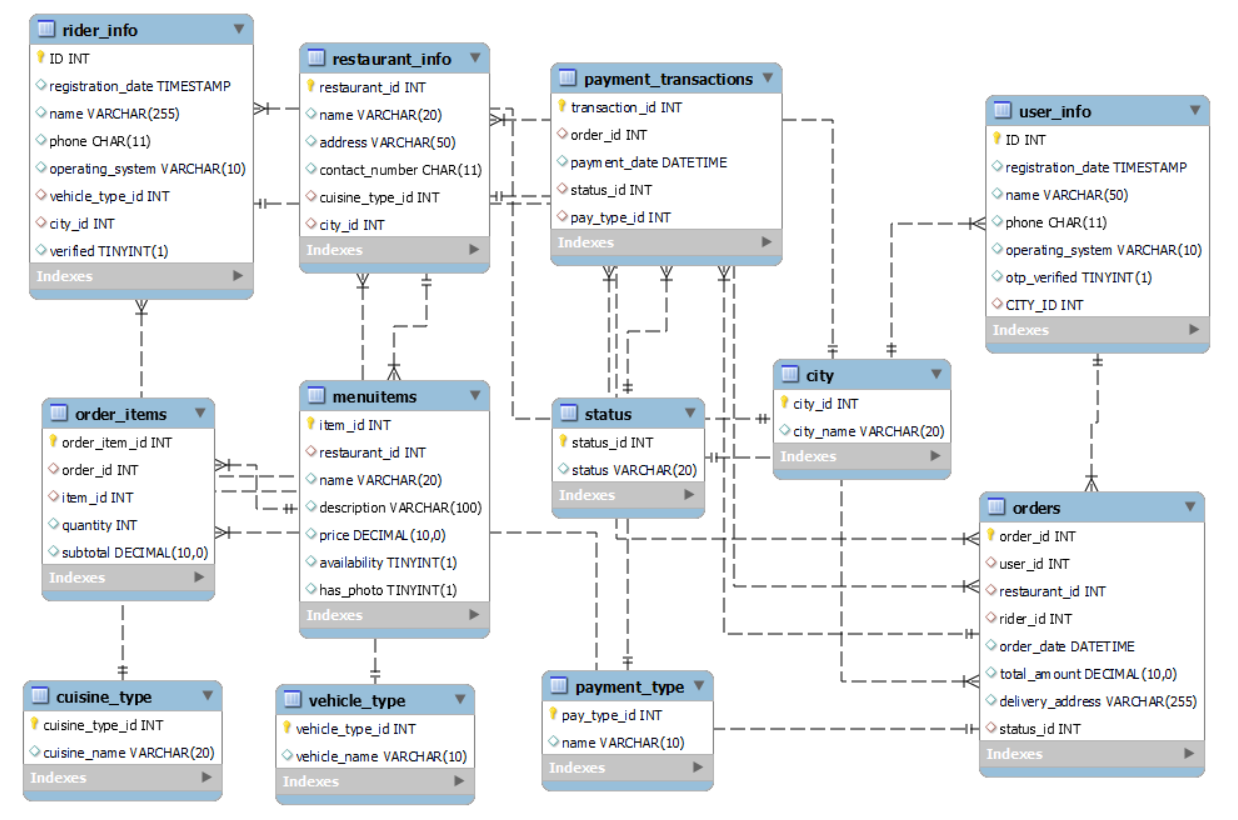 rider_info
ID INT
registration_date TIMESTAMP
name VARCHAR(255)
phone CHAR(11)
operating_system VARCHAR(10)
vehicle_type_id INT
city_id INT
verified TINYINT(1)
Indexes
restaurant_info
restaurant_id INT
name VARCHAR(20)
address VARCHAR(50)
contact_number CHAR(11)
cuisine_type_id INT
city_id INT
Indexes
payment_transactions
transaction_id INT
order_id INT
payment_date DATETIME
status_id INT
pay_type_id INT
Indexes
user_info
ID INT
registration_date TIMESTAMP
name VARCHAR(50)
phone CHAR(11)
operating_system VARCHAR(10)
otp_verified TINYINT(1)
CITY_ID INT
Indexes
order_items
order_item_id INT
order_id INT
item_id INT
quantity INT
subtotal DECIMAL(10,0)
Indexes
menuitems
item_id INT
restaurant_id INT
name VARCHAR(20)
description VARCHAR(100)
price DECIMAL(10,0)
availability TINYINT(1)
has_photo TINYINT(1)
Indexes
status
status_id INT
status VARCHAR(20)
Indexes
city
city_id INT
city_name VARCHAR(20)
Indexes
orders
order_id INT
user_id INT
restaurant_id INT
rider_id INT
order_date DATETIME
total_amount DECIMAL(10,0)
delivery_address VARCHAR(255)
status_id INT
Indexes
cuisine_type
cuisine_type_id INT
cuisine_name VARCHAR(20)
Indexes
vehicle_type
vehicle_type_id INT
vehicle_name VARCHAR(10)
Indexes
payment_type
pay_type_id INT
name VARCHAR(10)
Indexes